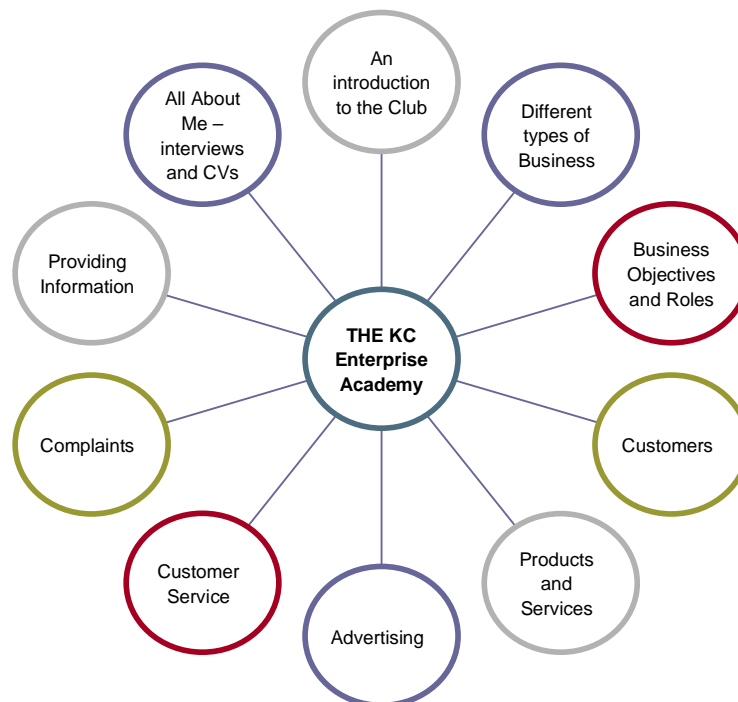 An
introduction
to the Club
Different
types of
Business
Business
Objectives
and Roles
Customers
Products
and
Services
Advertising
Customer
Service
Complaints
Providing
Information
All About
Me –
interviews
and CVs
THE KC
Enterprise
Academy